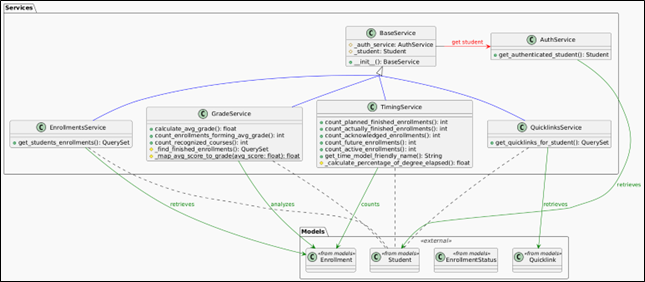 Services
C BaseService
_auth_service: AuthService
_student: Student
__init__(): BaseService
get student
C AuthService
get_authenticated_student(): Student
C EnrollmentsService
get_students_enrollments(): QuerySet
C GradeService
calculate_avg_grade(): float
count_enrollments_forming_avg_grade(): int
count_recognized_courses(): int
_find_finished_enrollments(): QuerySet
_map_avg_score_to_grade(avg_score: float): float
C TimingService
count_planned_finished_enrollments(): int
count_actually_finished_enrollments(): int
count_acknowledged_enrollments(): int
count_future_enrollments(): int
count_active_enrollments(): int
get_time_model_friendly_name(): String
_calculate_percentage_of_degree_elapsed(): float
C QuicklinksService
get_quicklinks_for_student(): QuerySet
retrieves
analyzes
counts
retrieves
retrieves
Models
«external»
C «from models» Enrollment
C «from models» Student
C «from models» EnrollmentStatus
C «from models» Quicklink